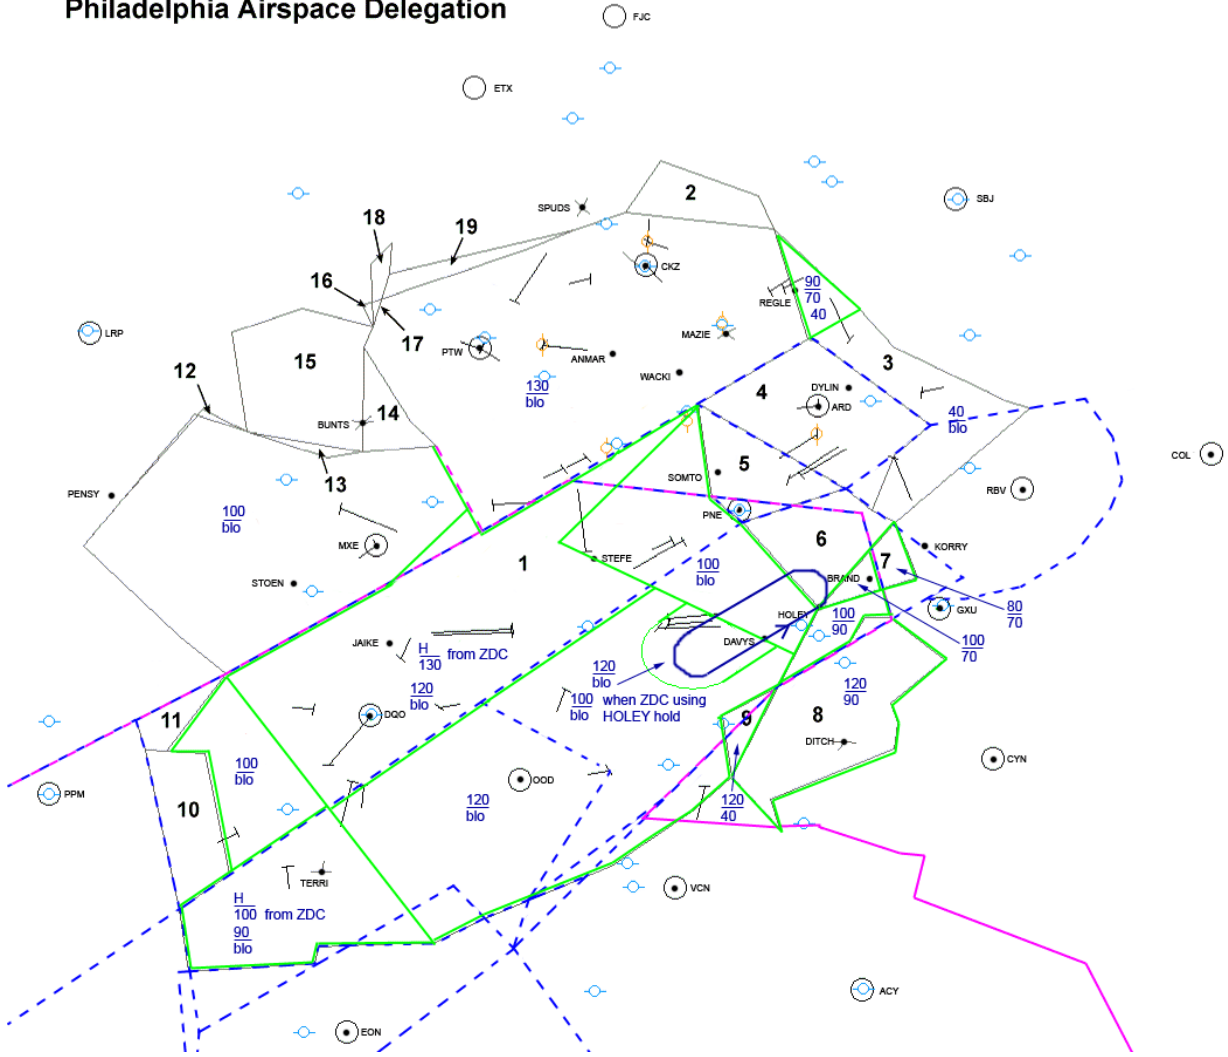 Philadelphia Airspace Delegation
FJC
ETX
2
SBJ
SPUDS
18
19
CKZ
16
90
70
40
REGLE
LRP
17
MAZIE
PTW
ANMAR
15
3
12
WACKI
130
blo
4
DYLIN
ARD
14
BUNTS
40
blo
COL
5
13
SOMTO
RBV
PENSY
100
blo
PNE
MXE
6
KORRY
STEFE
1
7
100
blo
BRAND
STOEN
80
70
GXU
HOLEY
100
90
JAIKE
H
130 from ZDC
DAVYS
100
70
120
blo
120
blo
120
90
100 when ZDC using
blo HOLEY hold
11
DQO
9
8
DITCH
100
blo
CYN
PPM
OOD
10
120
blo
120
40
TERRI
VCN
H
100 from ZDC
90
blo
ACY
EON